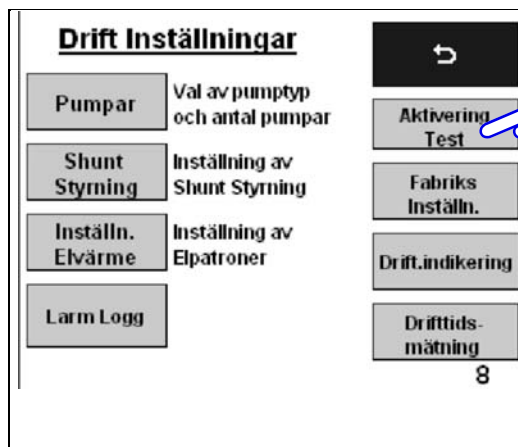 Drift Inställningar
Pumpar
Val av pumptyp
och antal pumpar
Shunt
Styrning
Inställning av
Shunt Styrning
Inställn.
Elvärme
Inställning av
Elpatroner
Larm Logg
Aktivering
Test
Fabriks
Inställn.
Drift.indikering
Drifttids-
mätning
8